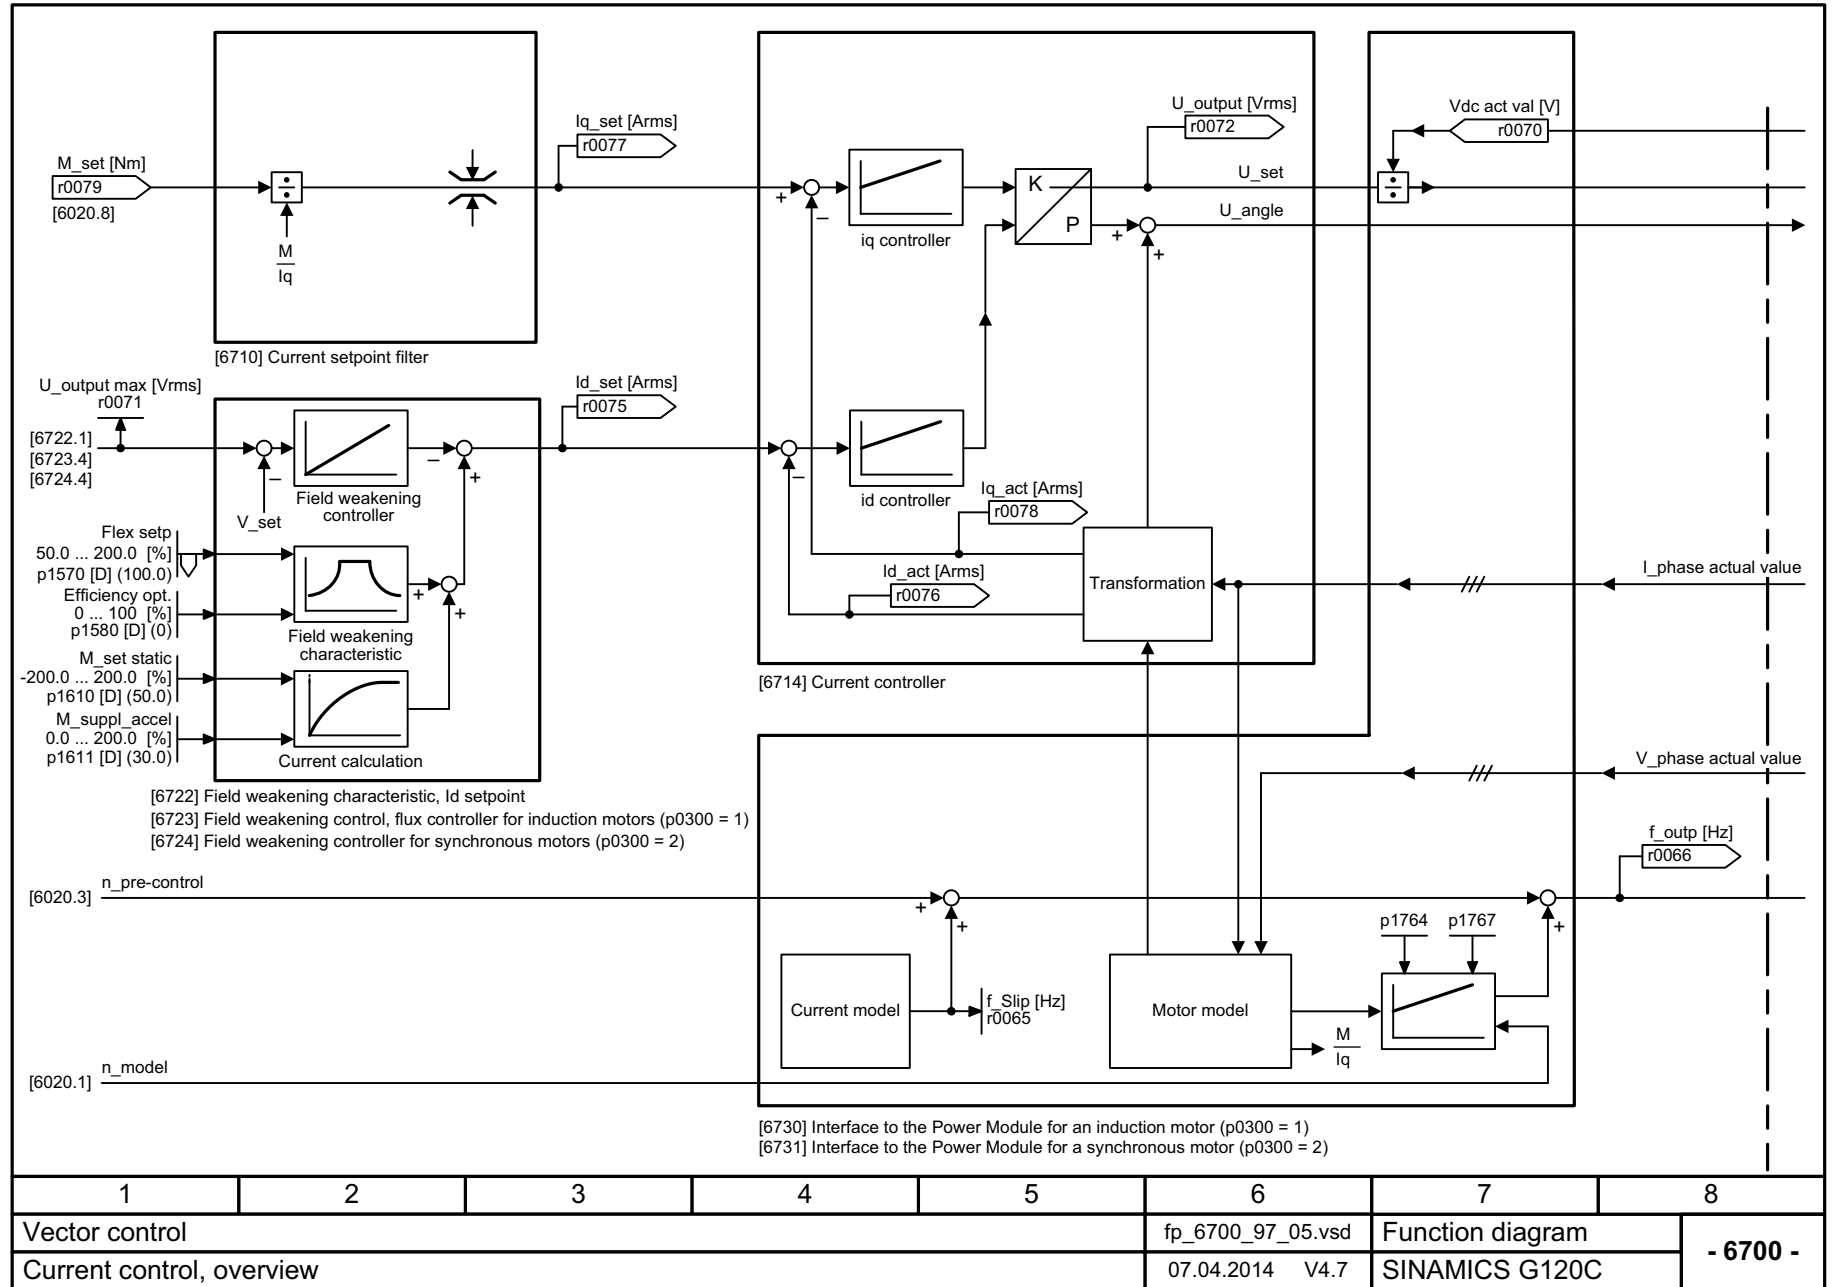 M_set [Nm]
r0079
[6020.8]
M
Iq
Iq_set [Arms]
r0077
[6710] Current setpoint filter
U_output max [Vrms]
r0071
[6722.1]
[6723.4]
[6724.4]
–
V_set
Field weakening
controller
–
+
Id_set [Arms]
r0075
Flex setp
50.0 ... 200.0 [%]
p1570 [D] (100.0)
Efficiency opt.
0 ... 100 [%]
p1580 [D] (0)
Field weakening
characteristic
+
+
M_set static
-200.0 ... 200.0 [%]
p1610 [D] (50.0)
M_suppl_accel
0.0 ... 200.0 [%]
p1611 [D] (30.0)
Current calculation
[6722] Field weakening characteristic, Id setpoint
[6723] Field weakening control, flux controller for induction motors (p0300 = 1)
[6724] Field weakening controller for synchronous motors (p0300 = 2)
+
–
iq controller
K
P
U_output [Vrms]
r0072
U_set
U_angle
+
+
Vdc act val [V]
r0070
–
id controller
Iq_act [Arms]
r0078
Id_act [Arms]
r0076
Transformation
I_phase actual value
[6714] Current controller
V_phase actual value
f_outp [Hz]
r0066
[6020.3]
n_pre-control
+
+
p1764
p1767
+
Current model
f_Slip [Hz]
r0065
Motor model
M
Iq
[6020.1]
n_model
[6730] Interface to the Power Module for an induction motor (p0300 = 1)
[6731] Interface to the Power Module for a synchronous motor (p0300 = 2)
1 2 3 4 5 6 7 8
Vector control
fp_6700_97_05.vsd
Function diagram
- 6700 -
Current control, overview
07.04.2014 V4.7
SINAMICS G120C